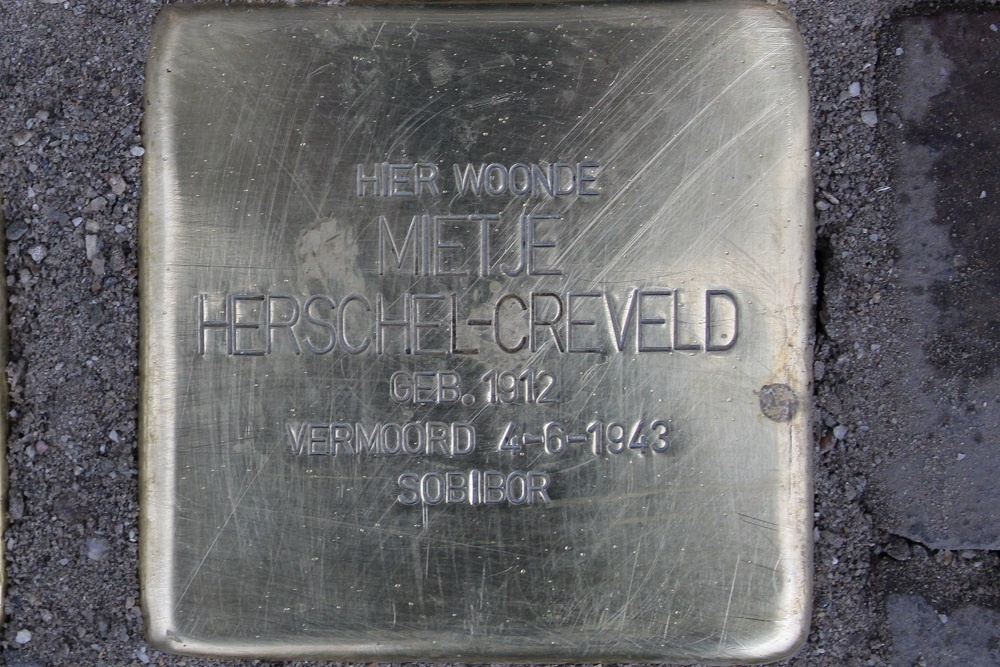 HIER WOONDE
MIETJE
HERSCHEL-CREVELD
GEB. 1912
VERMOORD 4-6-1943
SOBIBOR